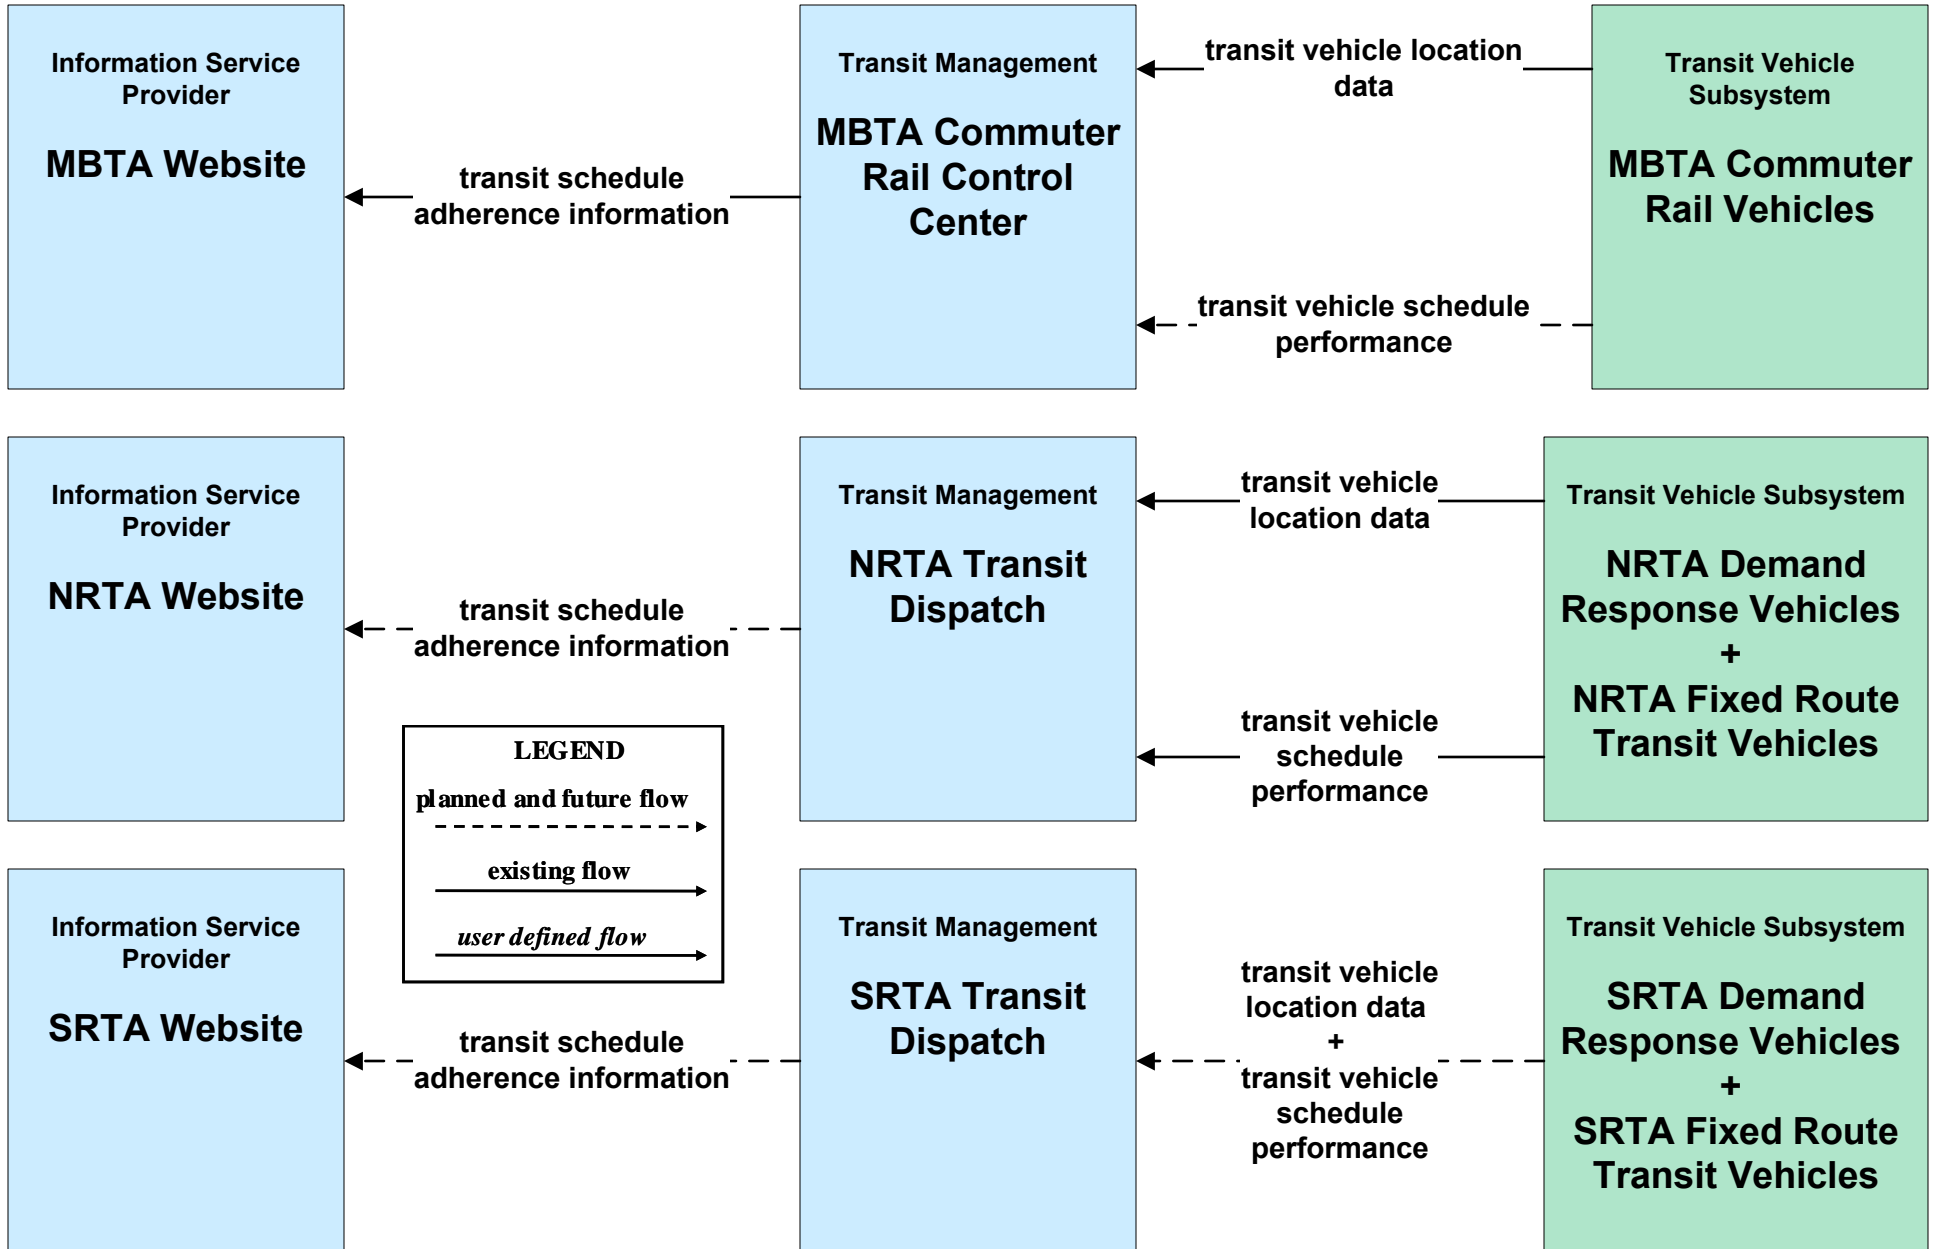 Information Service
Provider
MBTA Website
transit schedule
adherence information
Transit Management
MBTA Commuter
Rail Control
Center
transit vehicle location
data
transit vehicle schedule
performance
Transit Vehicle
Subsystem
MBTA Commuter
Rail Vehicles
Information Service
Provider
NRTA Website
transit schedule
adherence information
Transit Management
NRTA Transit
Dispatch
transit vehicle
location data
transit vehicle
schedule
performance
Transit Vehicle Subsystem
NRTA Demand
Response Vehicles
+
NRTA Fixed Route
Transit Vehicles
LEGEND
planned and future flow
existing flow
user defined flow
Information Service
Provider
SRTA Website
transit schedule
adherence information
Transit Management
SRTA Transit
Dispatch
transit vehicle
location data
+
transit vehicle
schedule
performance
Transit Vehicle Subsystem
SRTA Demand
Response Vehicles
+
SRTA Fixed Route
Transit Vehicles